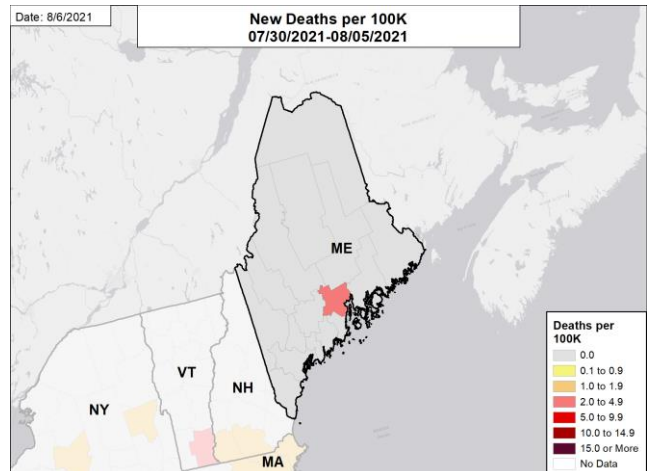 Date: 8/6/2021
New Deaths per 100K
07/30/2021-08/05/2021
ME
VT
NH
NY
MA
Deaths per
100K
0.0
0.1 to 0.9
1.0 to 1.9
2.0 to 4.9
5.0 to 9.9
10.0 to 14.9
15.0 or More
No Data